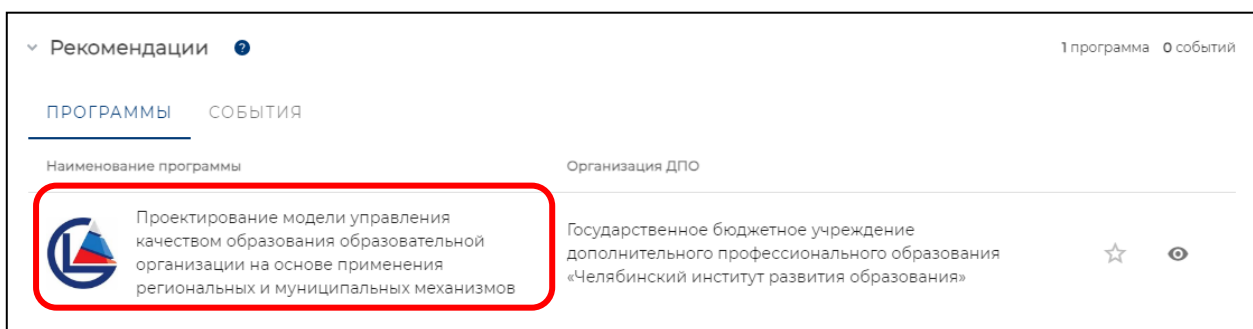 Рекомендации ?
1 программа 0 событий
ПРОГРАММЫ СОБЫТИЯ
Наименование программы
Организация ДПО
Проектирование модели управления
качеством образования образовательной
организации на основе применения
региональных и муниципальных механизмов
Государственное бюджетное учреждение
дополнительного профессионального образования
«Челябинский институт развития образования»